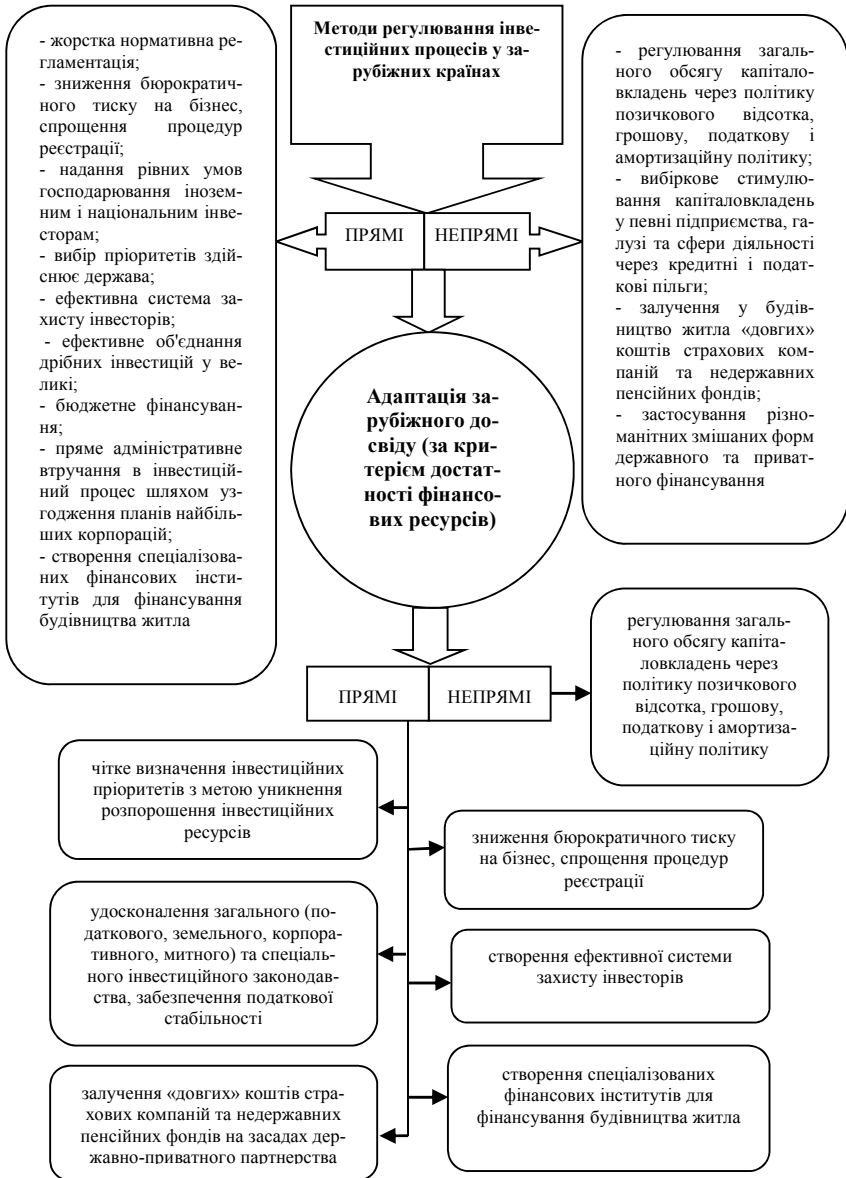 Методи регулювання інве-
стиційних процесів у за-
рубіжних країнах
- жорстка нормативна ре-
гламентація;
- зниження бюрократич-
ного тиску на бізнес,
спрощення процедур
реєстрації;
- надання рівних умов
господарювання інозем-
ним і національним інве-
сторам;
- вибір пріоритетів здій-
снює держава;
- ефективна система за-
хисту інвесторів;
- ефективне об'єднання
дрібних інвестицій у ве-
ликі;
- бюджетне фінансуван-
ня;
- пряме адміністративне
втручання в інвестицій-
ний процес шляхом уз-
годження планів найбіль-
ших корпорацій;
- створення спеціалізова-
них фінансових інсти-
тутів для фінансування
будівництва житла
ПРЯМІ
НЕПРЯМІ
- регулювання загаль-
ного обсягу капітало-
вкладень через політику
позичкового відсотка,
грошову, податкову і
амортизаційну політику;
- вибіркове стимулю-
вання капіталовкладень
у певні підприємства, га-
лузі та сфери діяльності
через кредитні і подат-
кові пільги;
- залучення у будів-
ництво житла «довгих»
коштів страхових ком-
паній та недержавних
пенсійних фондів;
- застосування різно-
манітних змішаних форм
державного та приват-
ного фінансування
Адаптація за-
рубіжного до-
свіду (за кри-
терієм достат-
ності фінансо-
вих ресурсів)
ПРЯМІ
НЕПРЯМІ
регулювання загаль-
ного обсягу капіта-
ловкладень через
політику позичкового
відсотка, грошову,
податкову і амортиза-
ційну політику
чітке визначення інвестиційних
пріоритетів з метою уникнення
розпорошення інвестиційних
ресурсів
зниження бюрократичного тиску
на бізнес, спрощення процедур
реєстрації
удосконалення загального (по-
даткового, земельного, корпора-
тивного, митного) та спеціаль-
ного інвестиційного законодав-
ства, забезпечення податкової
стабільності
створення ефективної системи
захисту інвесторів
залучення «довгих» коштів стра-
хових компаній та недержавних
пенсійних фондів на засадах дер-
жавно-приватного партнерства
створення спеціалізованих
фінансових інститутів для
фінансування будівництва житла